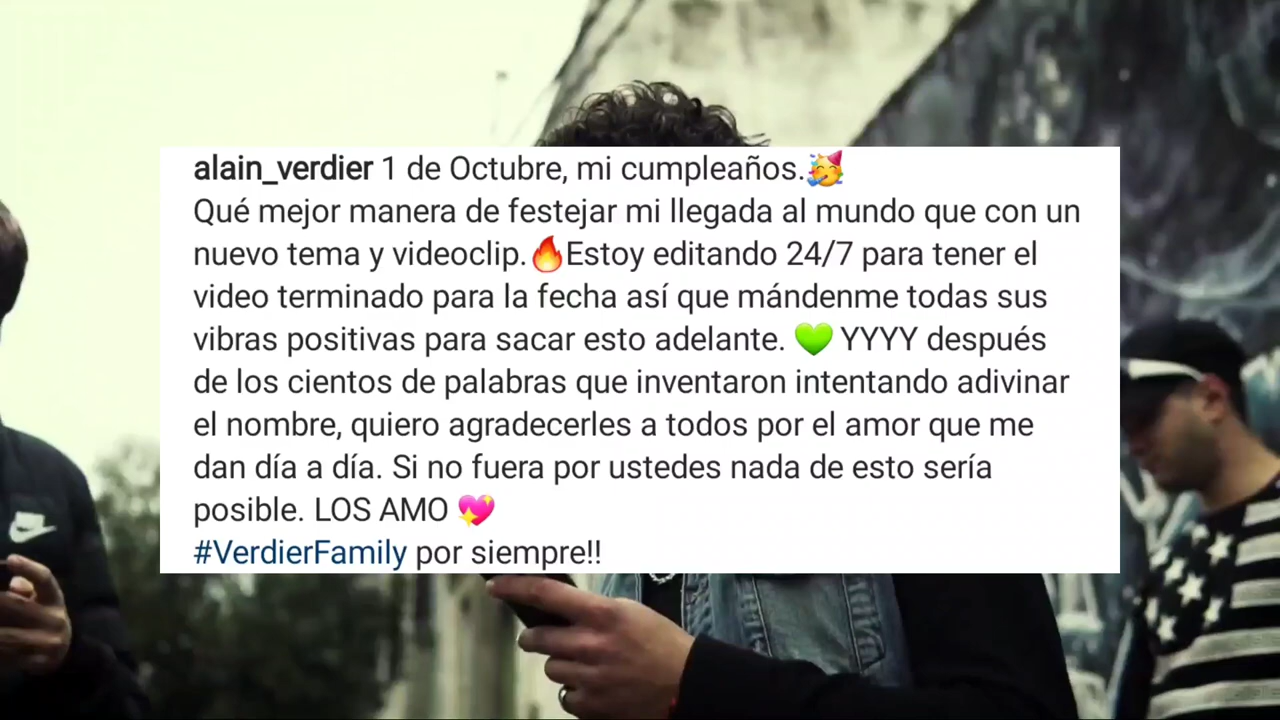 alain_verdier 1 de Octubre, mi cumpleaños.🥳
Qué mejor manera de festejar mi llegada al mundo que con un
nuevo tema y videoclip.🔥Estoy editando 24/7 para tener el
video terminado para la fecha así que mándenme todas sus
vibras positivas para sacar esto adelante. 💚 YYYY después
de los cientos de palabras que inventaron intentando adivinar
el nombre, quiero agradecerles a todos por el amor que me
dan día a día. Si no fuera por ustedes nada de esto sería
posible. LOS AMO 💖
#VerdierFamily por siempre!!